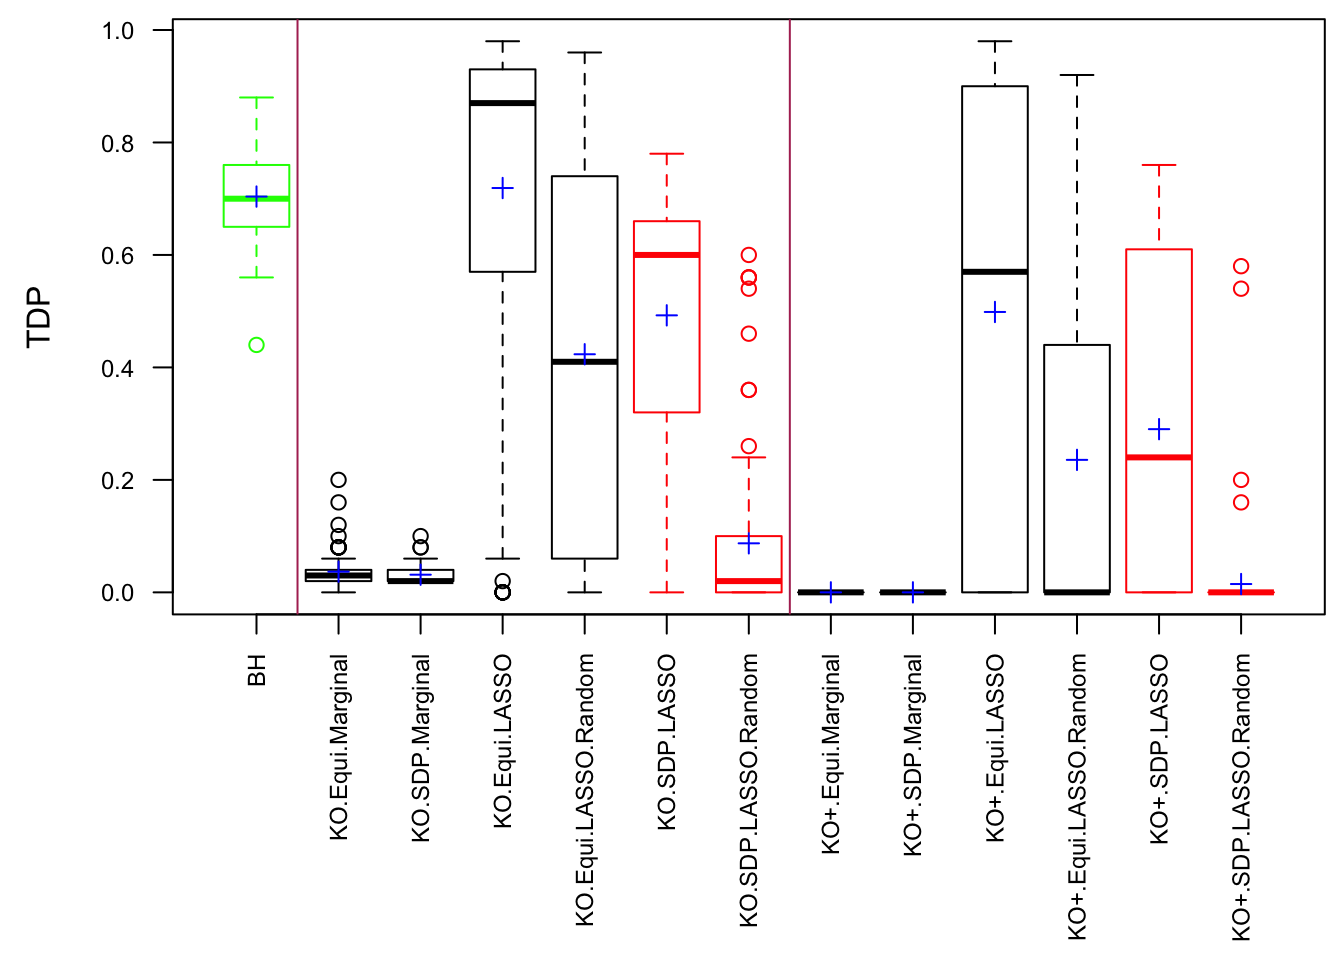 TDP
1.0
0.8
0.6
0.4
0.2
0.0
BH
KO.Equi.Marginal
KO.SDP.Marginal
KO.Equi.LASSO
KO.Equi.LASSO.Random
KO.SDP.LASSO
KO.SDP.LASSO.Random
KO+.Equi.Marginal
KO+.SDP.Marginal
KO+.Equi.LASSO
KO+.Equi.LASSO.Random
KO+.SDP.LASSO
KO+.SDP.LASSO.Random